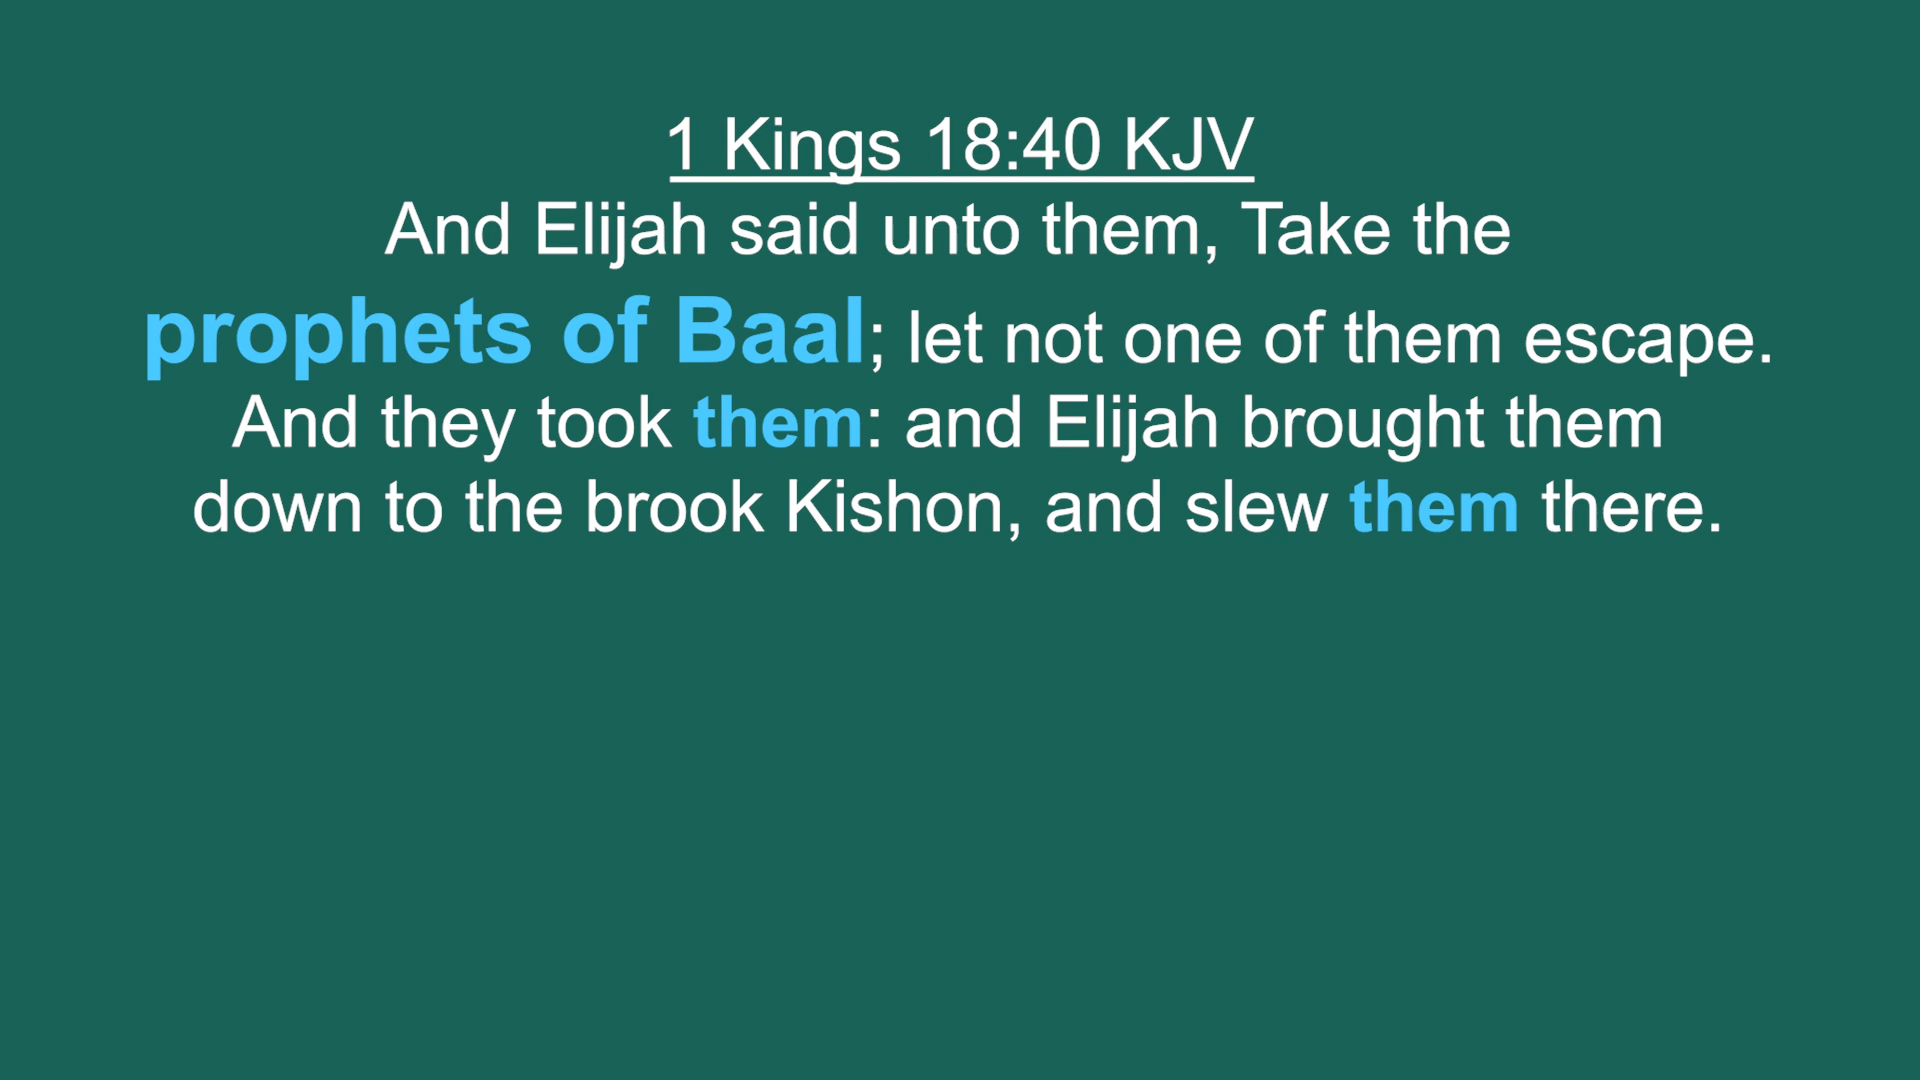 1 Kings 18:40 KJV
And Elijah said unto them, Take the
prophets of Baal; let not one of them escape.
And they took them: and Elijah brought them
down to the brook Kishon, and slew them there.